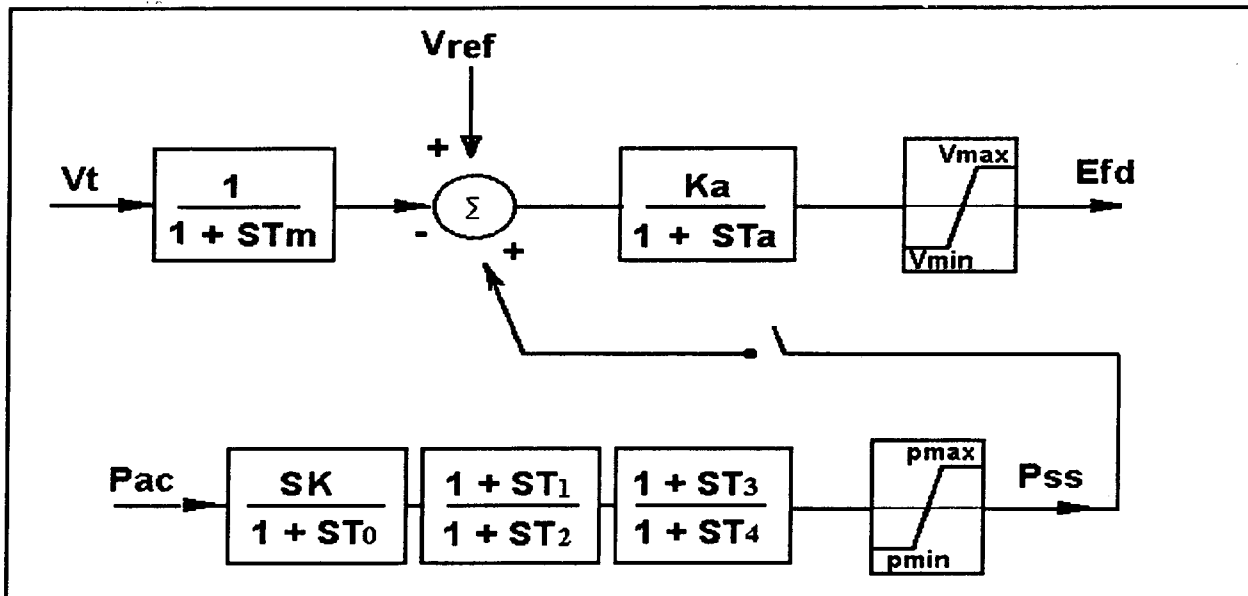 Vref
+
Vt
1
1 + STm
-
Σ
+
Ka
1 + STa
Vmax
Vmin
Efd
Pac
SK
1 + ST0
1 + ST1
1 + ST2
1 + ST3
1 + ST4
pmax
pmin
Pss